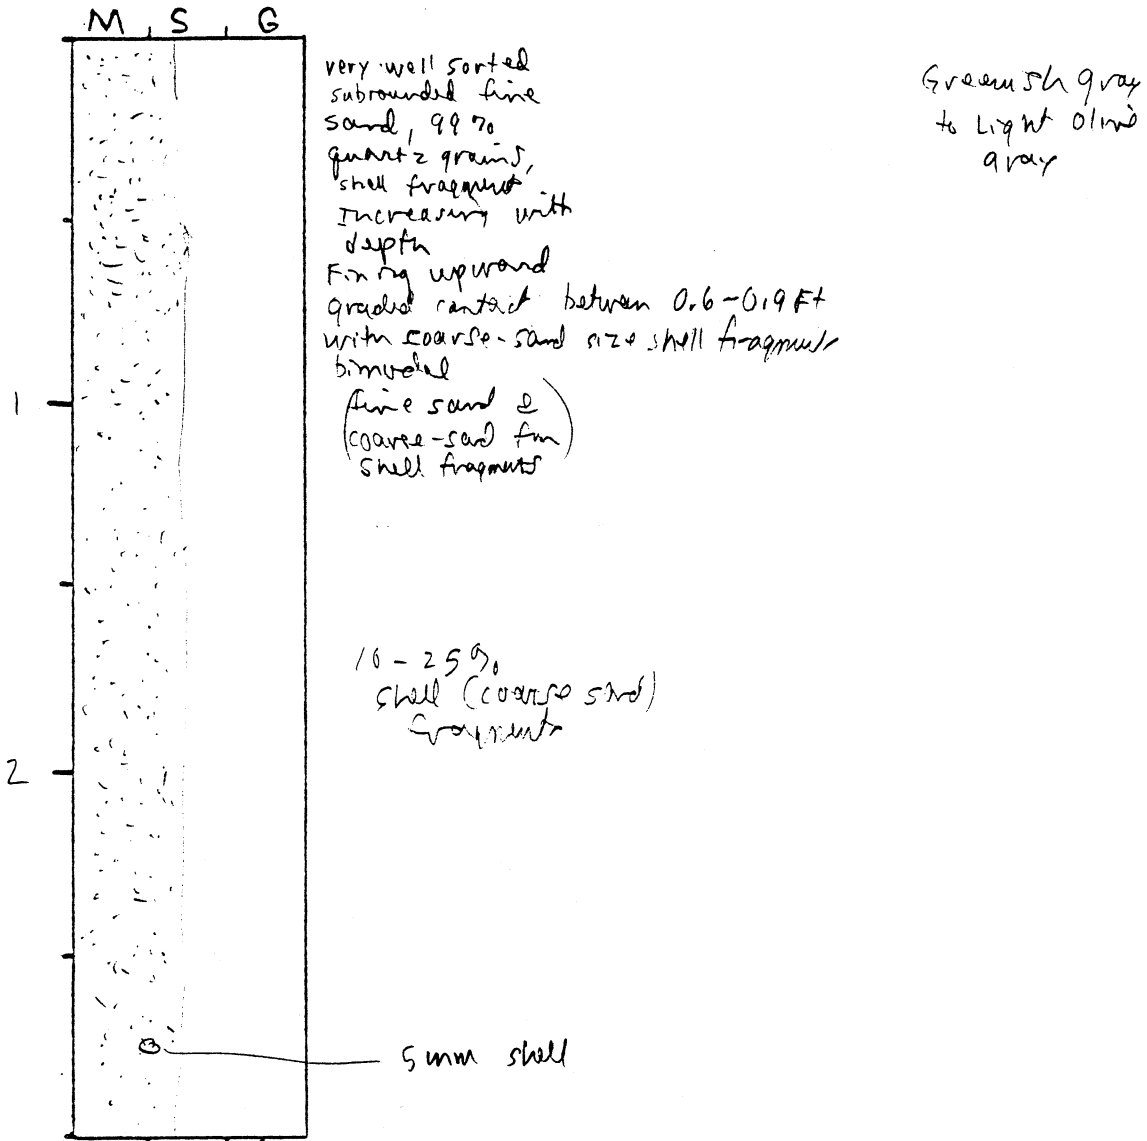 M S G
very well sorted
subrounded fine
sand, 99%
quartz grains,
shell fragments
Increasing with
depth
Fining upward
graded contact between 0.6-0.9 Ft
with coarse-sand size shell fragments
bimodal
(fine sand &
coarse-sand fm
shell fragments)
Greenish gray
to Light olive
gray
1
10-25%
shell (coarse sand)
fragments
2
5 mm shell